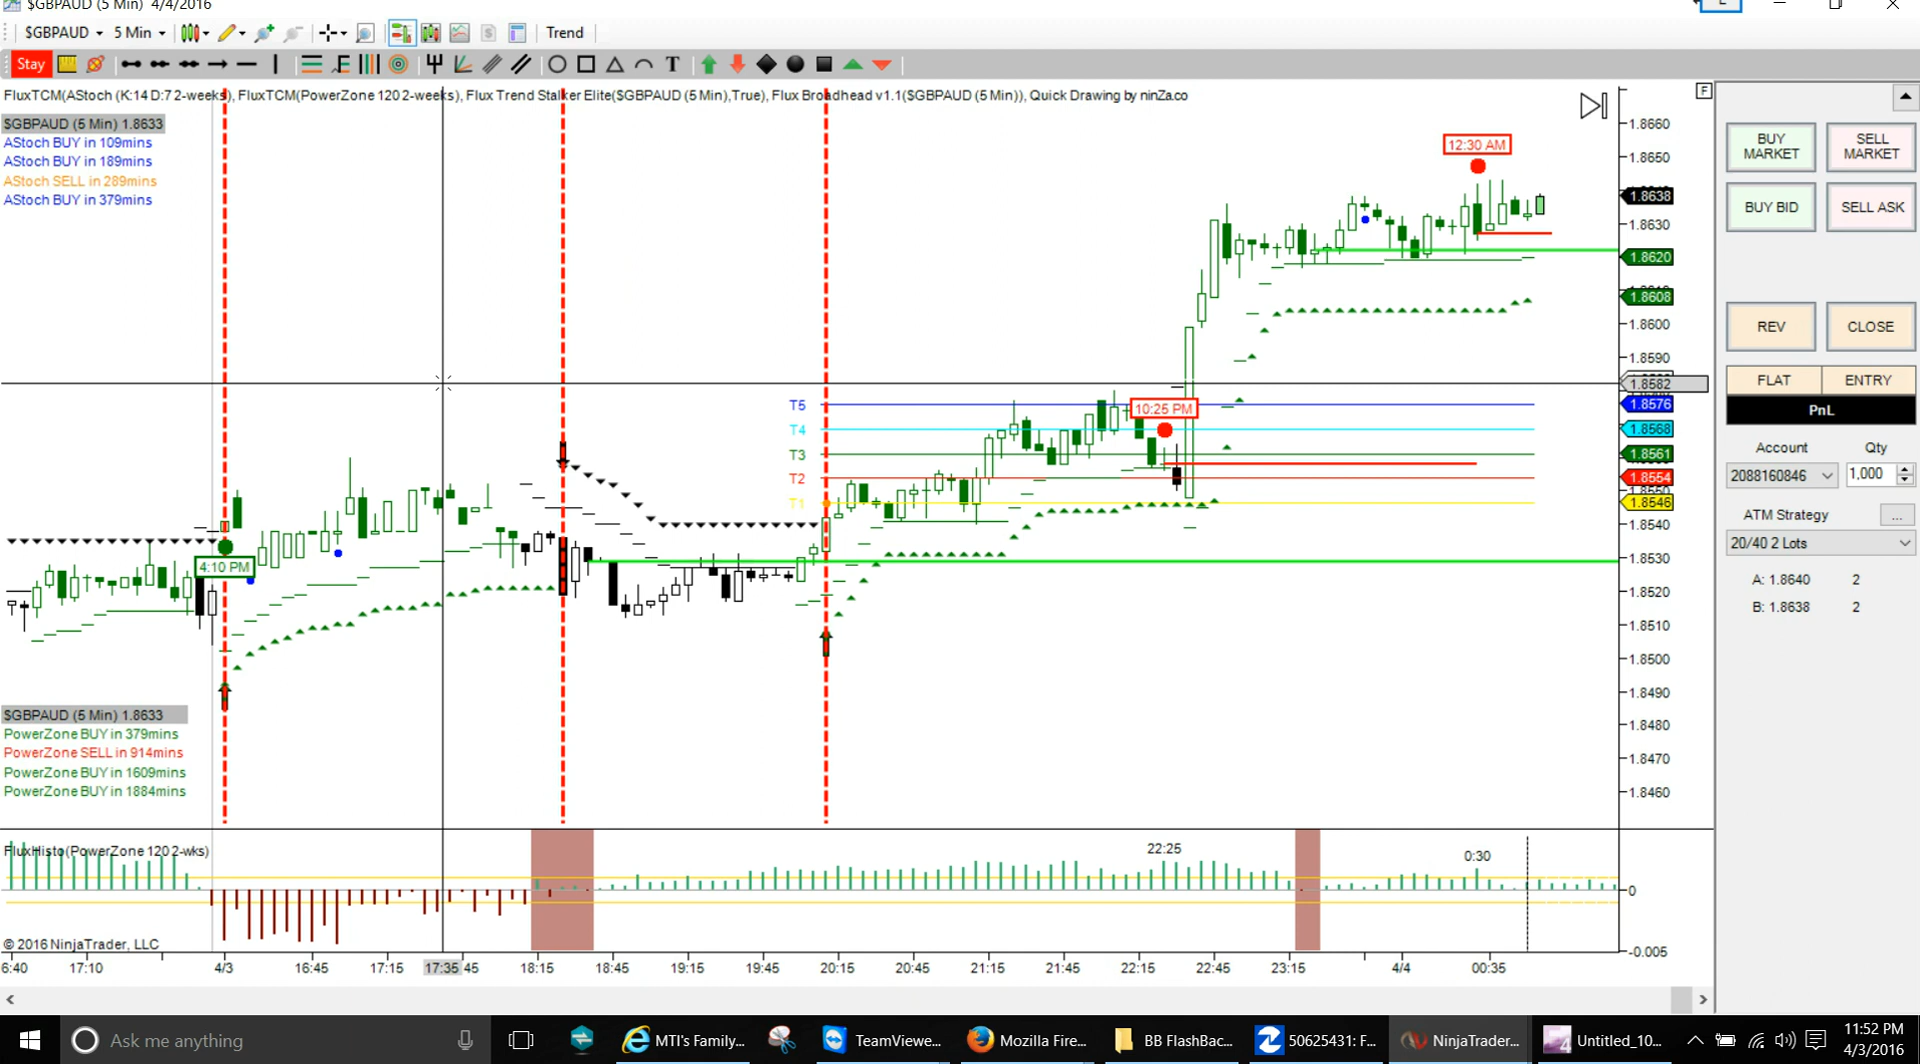 $GBPAUD (5 Min)  4/4/2016
$GBPAUD 5 Min Trend
Stay T
FluxTCM(AStoch (K:14 D:7 2-weeks), FluxTCM(PowerZone 120 2-weeks), Flux Trend Stalker Elite($GBPAUD (5 Min),True), Flux Broadhead v1.1($GBPAUD (5 Min)), Quick Drawing by ninZa.co
F
$GBPAUD (5 Min) 1.8633
AStoch BUY in 109mins
AStoch BUY in 189mins
AStoch SELL in 289mins
AStoch BUY in 379mins
12:30 AM
10:25 PM
4:10 PM
T5
T4
T3
T2
T1
$GBPAUD (5 Min) 1.8633
PowerZone BUY in 379mins
PowerZone SELL in 914mins
PowerZone BUY in 1609mins
PowerZone BUY in 1884mins
1.8660
1.8650
1.8638
1.8630
1.8620
1.8608
1.8600
1.8590
1.8582
1.8576
1.8568
1.8561
1.8554
1.8546
1.8540
1.8530
1.8520
1.8510
1.8500
1.8490
1.8480
1.8470
1.8460
FluxHisto(PowerZone 120 2-wks)
22:25
0:30
0
-0.005
© 2016 NinjaTrader, LLC
6:40 17:10 4/3 16:45 17:15 17:35 45 18:15 18:45 19:15 19:45 20:15 20:45 21:15 21:45 22:15 22:45 23:15 4/4 00:35
BUY MARKET
SELL MARKET
BUY BID
SELL ASK
REV
CLOSE
FLAT
ENTRY
PnL
Account
Qty
2088160846
1,000
ATM Strategy
...
20/40 2 Lots
A: 1.8640 2
B: 1.8638 2
Ask me anything
MTI's Family...
TeamViewe...
Mozilla Fire...
BB FlashBac...
50625431: F...
NinjaTrader...
Untitled_10...
11:52 PM
4/3/2016